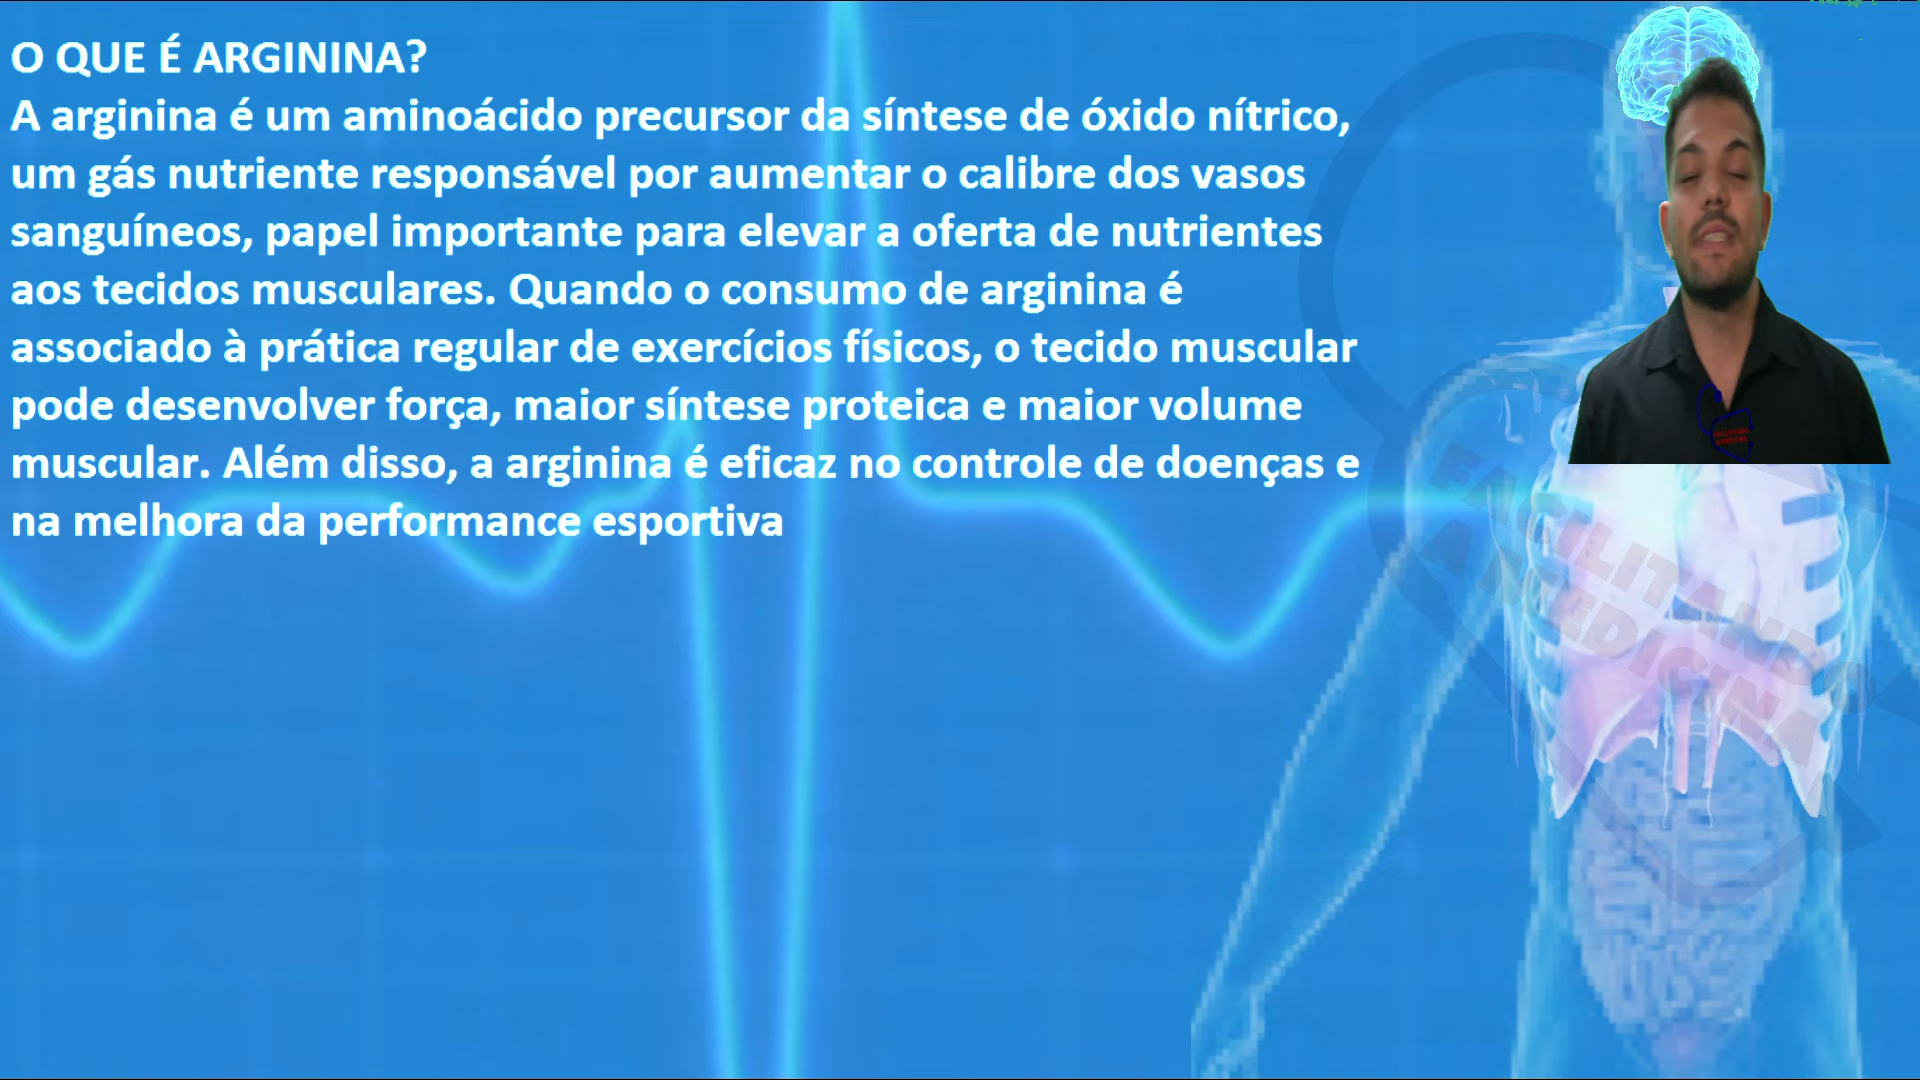 O QUE É ARGININA?
A arginina é um aminoácido precursor da síntese de óxido nítrico,
um gás nutriente responsável por aumentar o calibre dos vasos
sanguíneos, papel importante para elevar a oferta de nutrientes
aos tecidos musculares. Quando o consumo de arginina é
associado à prática regular de exercícios físicos, o tecido muscular
pode desenvolver força, maior síntese proteica e maior volume
muscular. Além disso, a arginina é eficaz no controle de doenças e
na melhora da performance esportiva
FACILITANDO
A MEDICINA